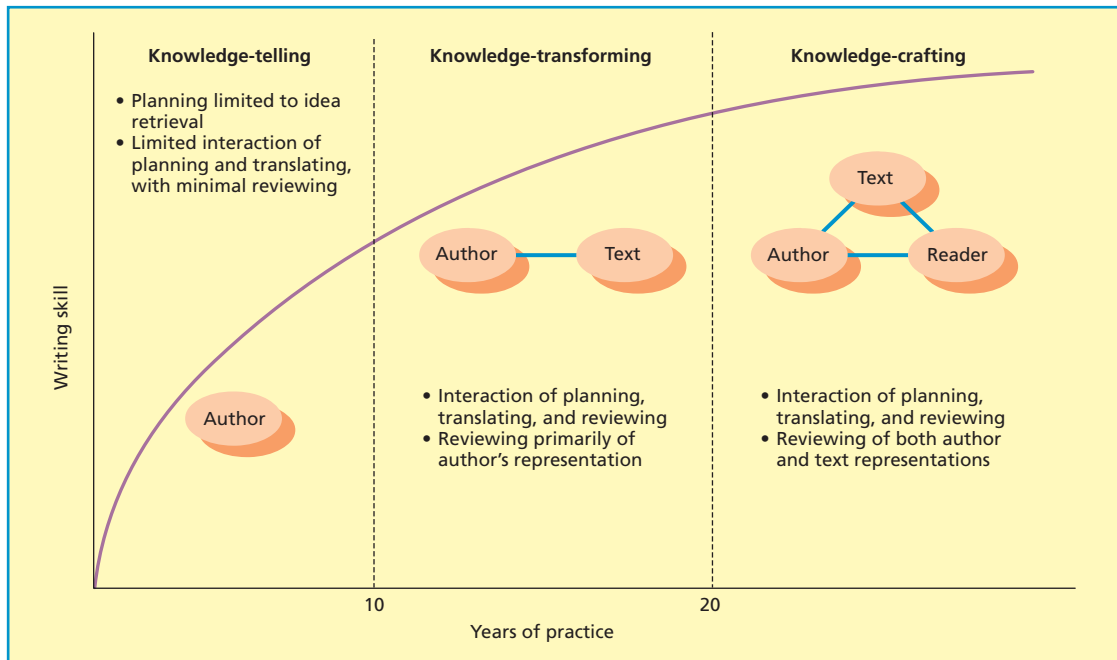 Knowledge-telling
• Planning limited to idea
retrieval
• Limited interaction of
planning and translating,
with minimal reviewing
Author
Knowledge-transforming
Author
Text
• Interaction of planning,
translating, and reviewing
• Reviewing primarily of
author’s representation
Knowledge-crafting
Text
Author
Reader
• Interaction of planning,
translating, and reviewing
• Reviewing of both author
and text representations
Writing skill
10
20
Years of practice